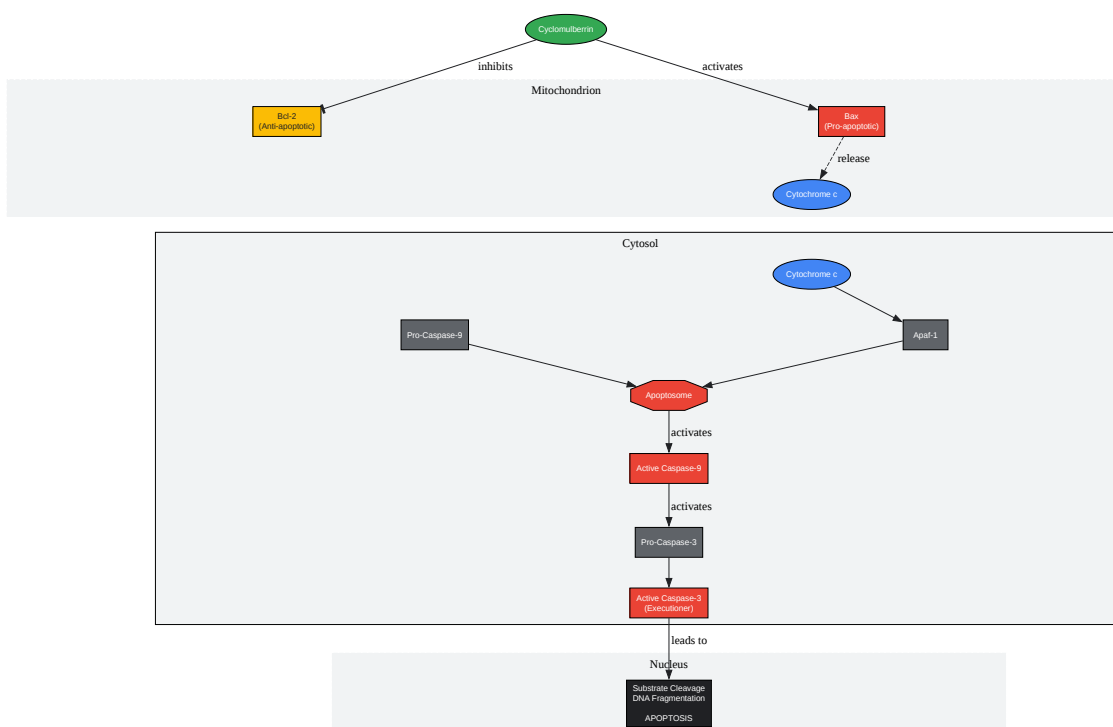 Cyclomulberrin
inhibits
activates
Mitochondrion
Bcl-2
(Anti-apoptotic)
Bax
(Pro-apoptotic)
release
Cytochrome c
Cytosol
Cytochrome c
Pro-Caspase-9
Apaf-1
Apoptosome
activates
Active Caspase-9
activates
Pro-Caspase-3
Active Caspase-3
(Executioner)
leads to
Nucleus
Substrate Cleavage
DNA Fragmentation
APOPTOSIS